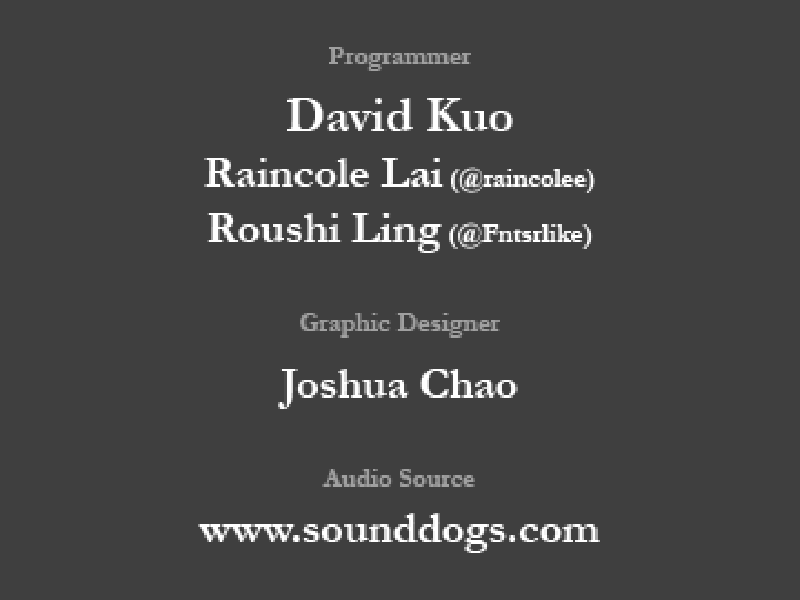 Programmer
David Kuo
Raincole Lai (@raincolee)
Roushi Ling (@Fntsrlike)
Graphic Designer
Joshua Chao
Audio Source
www.sounddogs.com